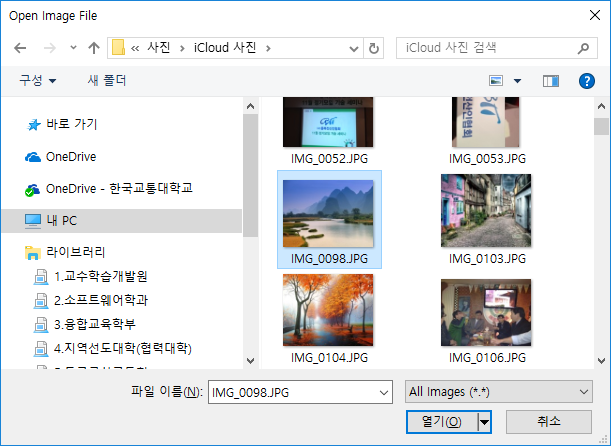 Open Image File
« 사진 > iCloud 사진 >
iCloud 사진 검색
구성
새 폴더
바로 가기
OneDrive
OneDrive - 한국교통대학교
내 PC
라이브러리
1.교수학습개발원
2.소프트웨어학과
3.융합교육학부
4.지역선도대학(협력대학)
IMG_0052.JPG
IMG_0053.JPG
IMG_0098.JPG
IMG_0103.JPG
IMG_0104.JPG
IMG_0106.JPG
파일 이름(N):
IMG_0098.JPG
All Images (*.*)
열기(O)
취소